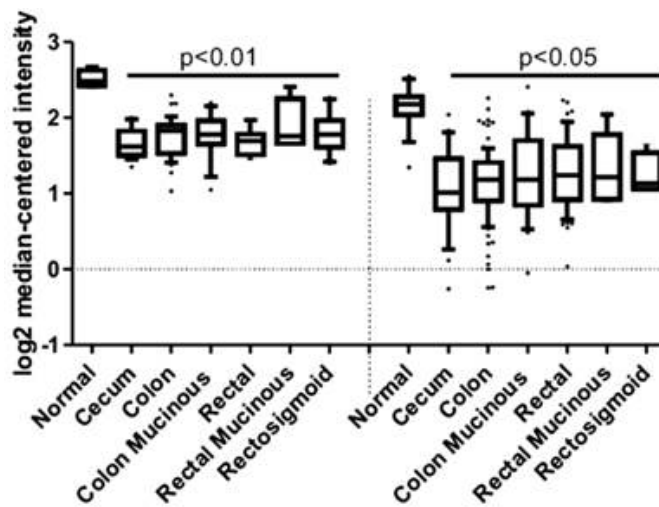 log2 median-centered intensity
3
2
1
0
-1
p<0.01
p<0.05
Normal
Cecum
Colon
Colon Mucinous
Rectal
Rectal Mucinous
Rectosigmoid
Normal
Cecum
Colon
Colon Mucinous
Rectal
Rectal Mucinous
Rectosigmoid